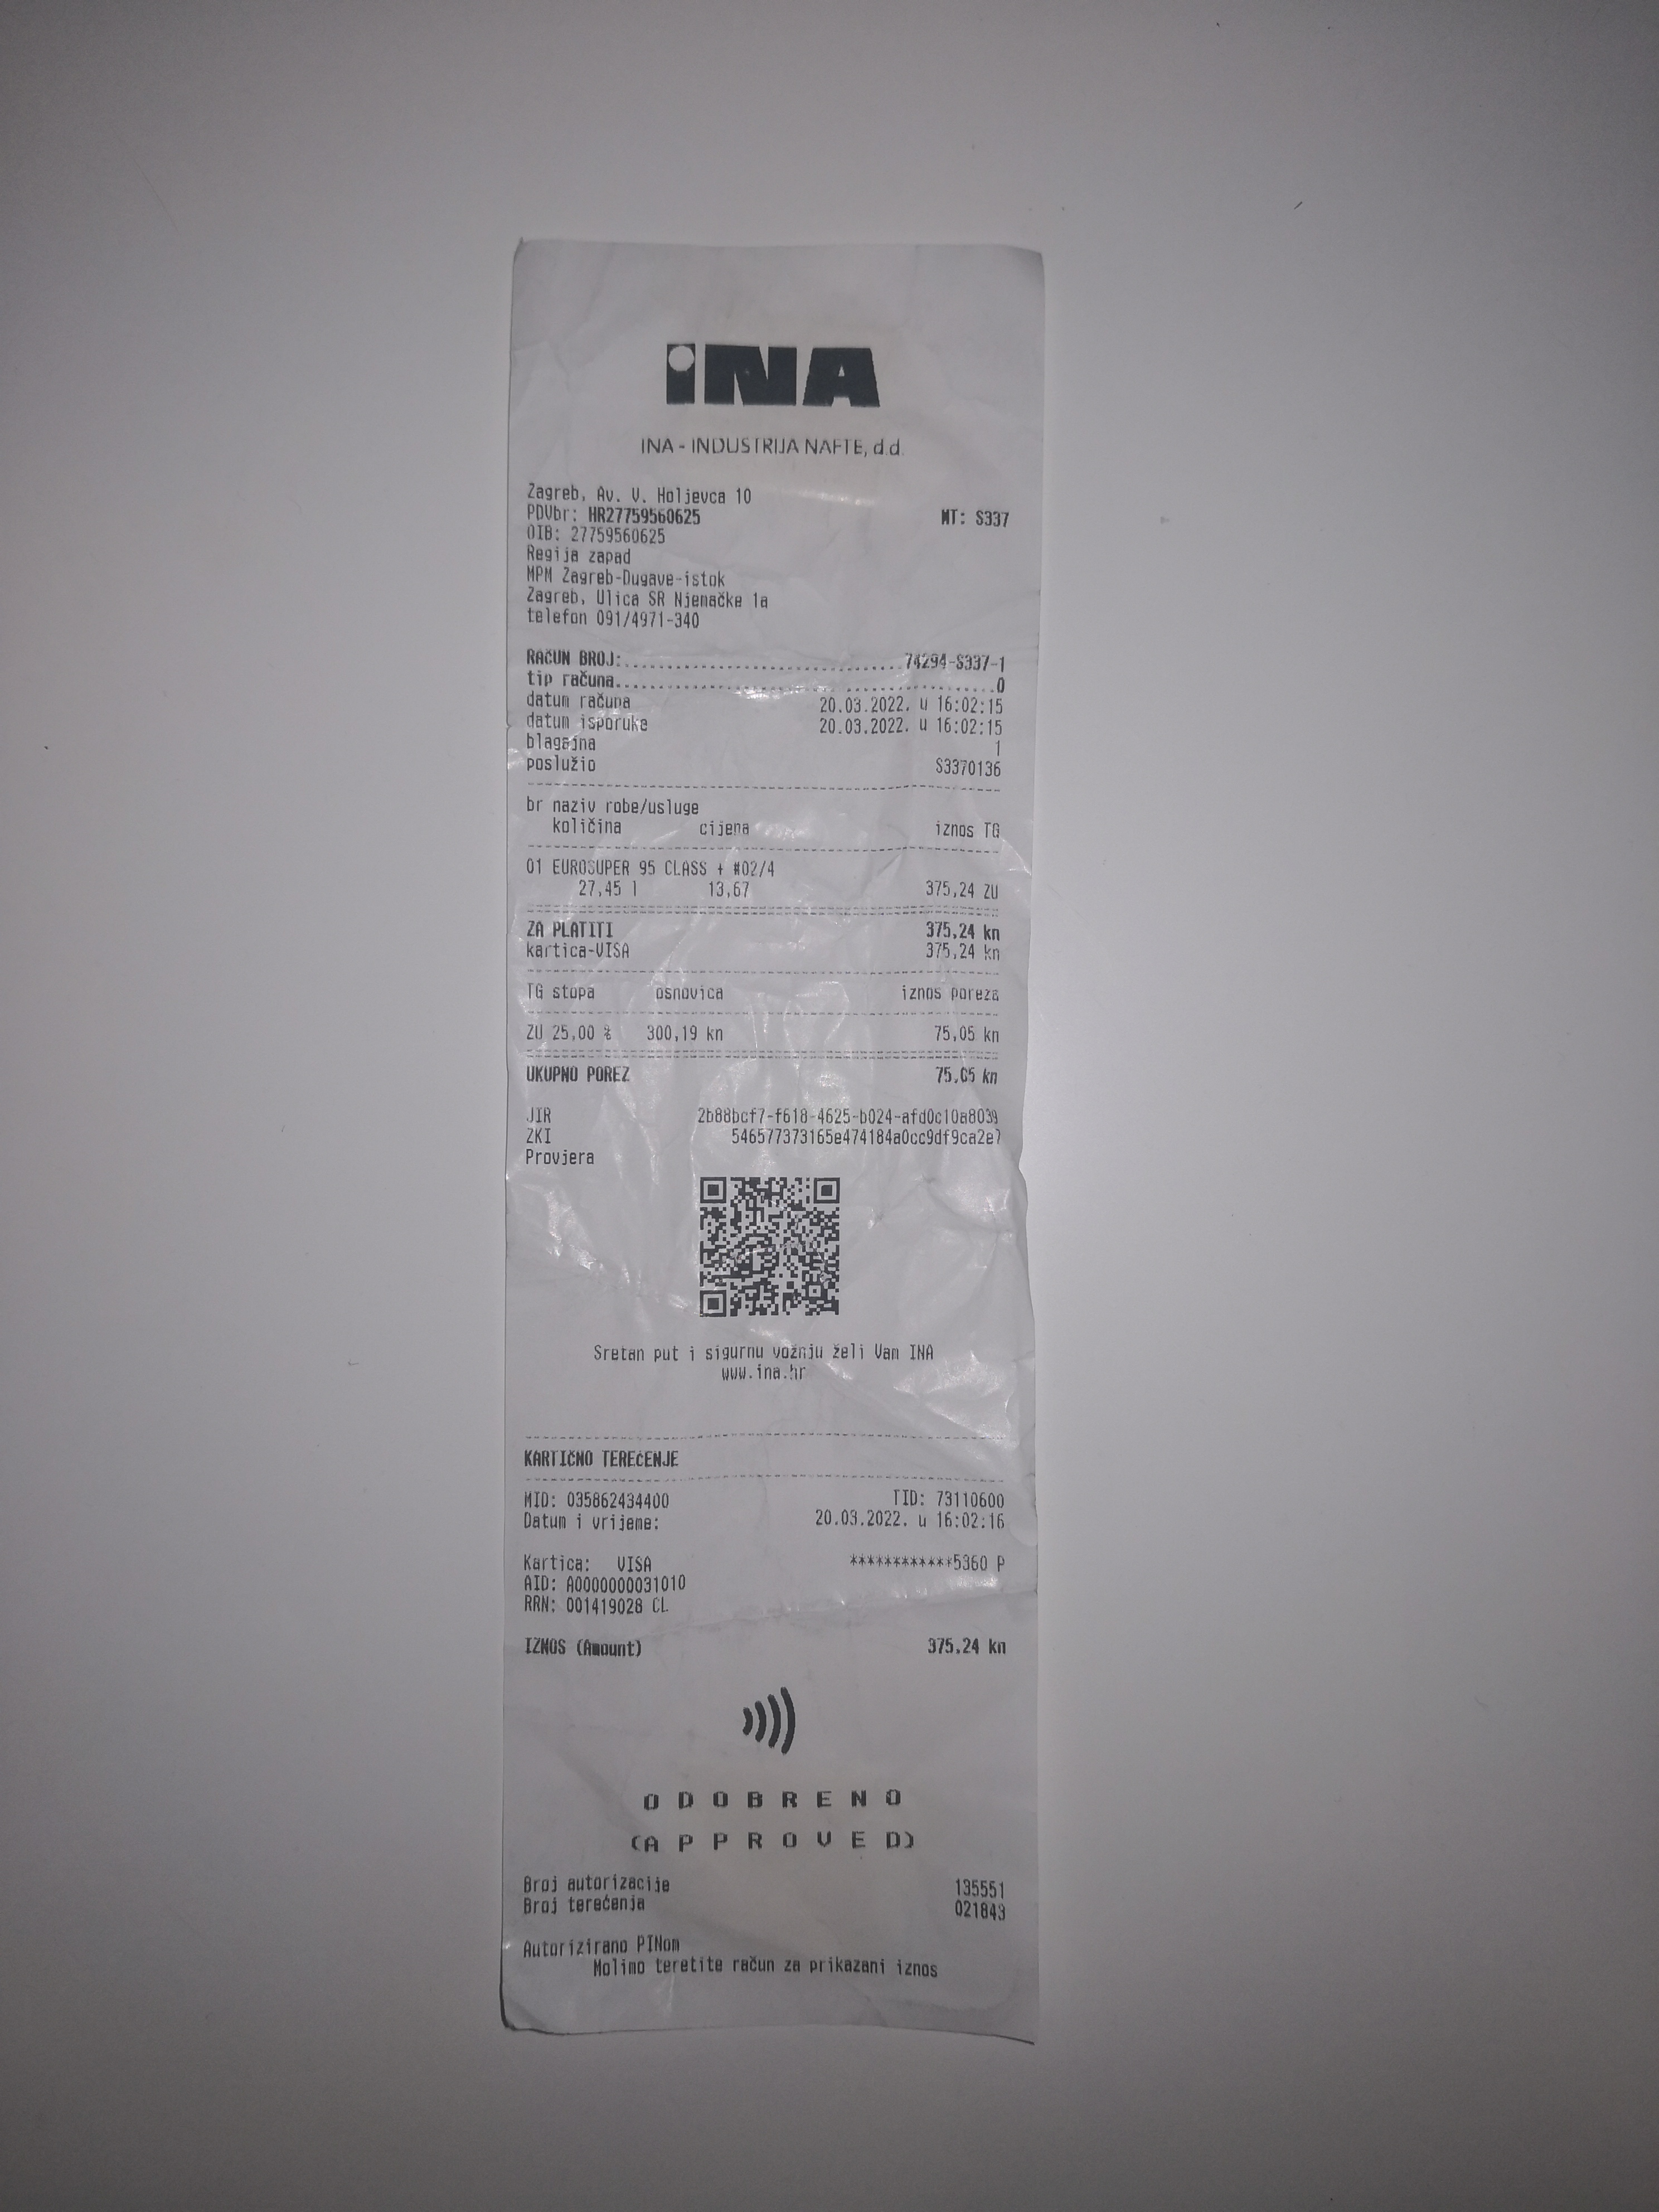 INA
INA - INDUSTRIJA NAFTE, d.d.
Zagreb, Av. V. Holjevca 10
PDVbr: HR27759560625 MT: S337
OIB: 27759560625
Regija zapad
MPM Zagreb-Dugave-istok
Zagreb, Ulica SR Njemačke 1a
telefon 091/4971-340
RAČUN BROJ:................................74294-S337-1
tip računa............................................0
datum računa 20.03.2022. u 16:02:15
datum isporuke 20.03.2022. u 16:02:15
blagajna 1
poslužio S3370136
br naziv robe/usluge
količina cijena iznos TG
01 EUROSUPER 95 CLASS + #02/4
27,45 l 13,67 375,24 ZU
ZA PLATITI 375,24 kn
kartica-VISA 375,24 kn
TG stopa osnovica iznos poreza
ZU 25,00 % 300,19 kn 75,05 kn
UKUPNO POREZ 75,05 kn
JIR 2b88bcf7-f618-4625-b024-afd0c10a8039
ZKI 546577373165e474184a0cc9df9ca2e7
Provjera
Sretan put i sigurnu vožnju želi Vam INA
www.ina.hr
KARTIČNO TEREĆENJE
MID: 035862434400 TID: 73110600
Datum i vrijeme: 20.03.2022. u 16:02:16
Kartica: VISA ************5360 P
AID: A0000000031010
RRN: 001419028 CL
IZNOS (Amount) 375,24 kn
O D O B R E N O
(A P P R O V E D)
Broj autorizacije 135551
Broj terećenja 021843
Autorizirano PINom
Molimo teretite račun za prikazani iznos